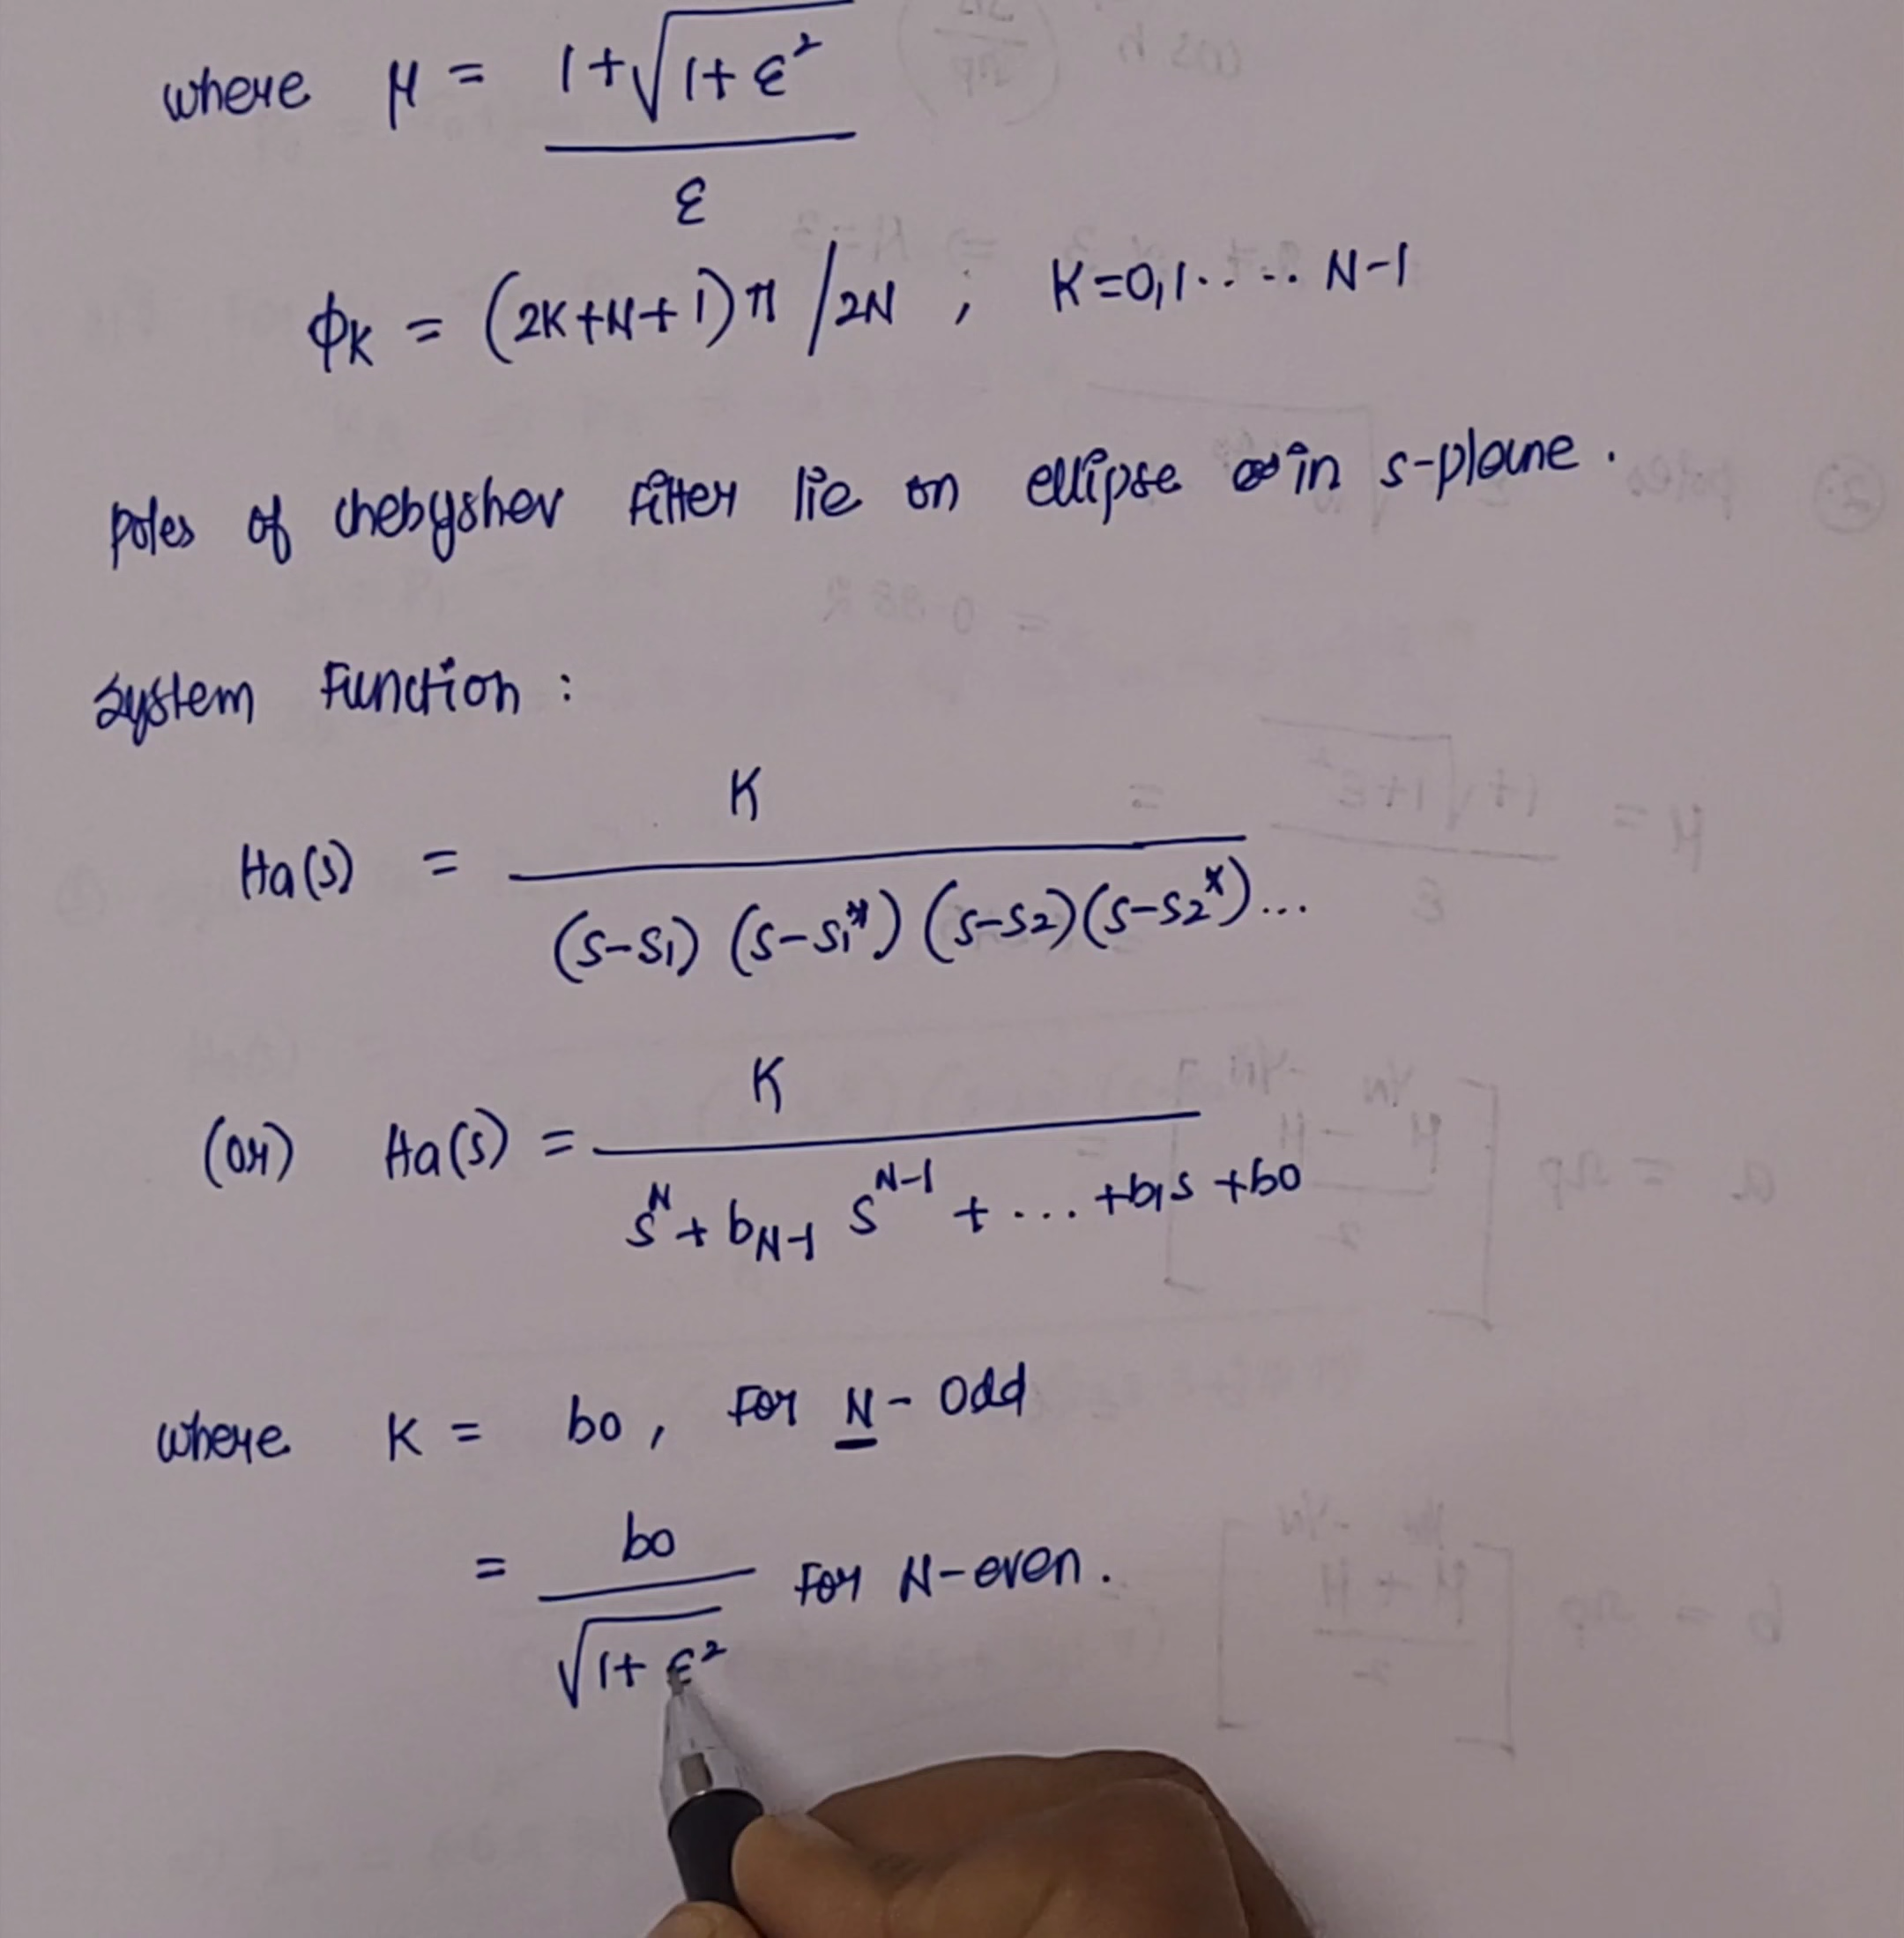 where μ = 1+√1+ε² / ε
ΦK = (2K+N+1)π /2N ; K=0,1..... N-1
poles of chebyshev Filter lie on ellipse in s-plane.
System Function :
Ha(s) = K / (s-s1) (s-s1*) (s-s2)(s-s2*)...
(or) Ha(s) = K / s^N + bN-1 s^N-1 + ... +b1s +b0
where K = b0, For N- odd
= b0 / √1+ε² For N-even.